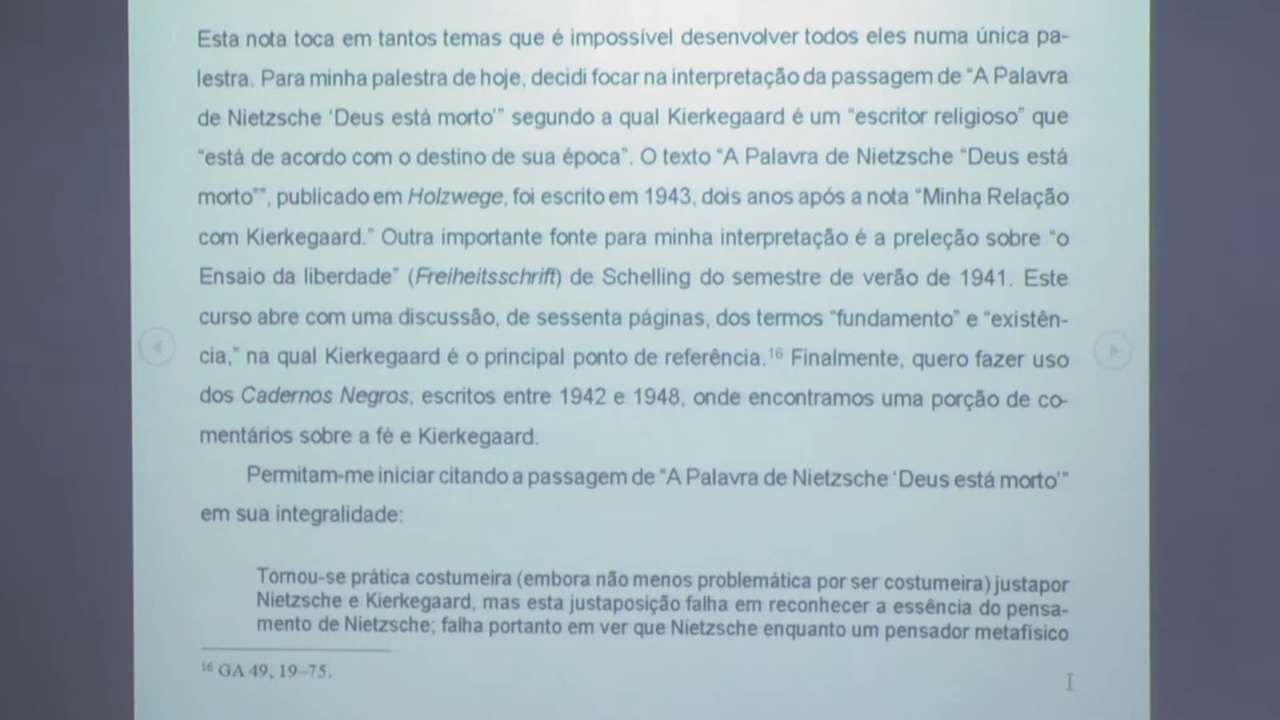 Esta nota toca em tantos temas que é impossível desenvolver todos eles numa única pa-
lestra. Para minha palestra de hoje, decidi focar na interpretação da passagem de “A Palavra
de Nietzsche ‘Deus está morto’” segundo a qual Kierkegaard é um “escritor religioso” que
“está de acordo com o destino de sua época”. O texto “A Palavra de Nietzsche “Deus está
morto””, publicado em Holzwege, foi escrito em 1943, dois anos após a nota “Minha Relação
com Kierkegaard.” Outra importante fonte para minha interpretação é a preleção sobre “o
Ensaio da liberdade” (Freiheitsschrift) de Schelling do semestre de verão de 1941. Este
curso abre com uma discussão, de sessenta páginas, dos termos “fundamento” e “existên-
cia,” na qual Kierkegaard é o principal ponto de referência.¹⁶ Finalmente, quero fazer uso
dos Cadernos Negros, escritos entre 1942 e 1948, onde encontramos uma porção de co-
mentários sobre a fé e Kierkegaard.
Permitam-me iniciar citando a passagem de “A Palavra de Nietzsche ‘Deus está morto’”
em sua integralidade:
Tornou-se prática costumeira (embora não menos problemática por ser costumeira) justapor
Nietzsche e Kierkegaard, mas esta justaposição falha em reconhecer a essência do pensa-
mento de Nietzsche; falha portanto em ver que Nietzsche enquanto um pensador metafísico
¹⁶ GA 49, 19–75.